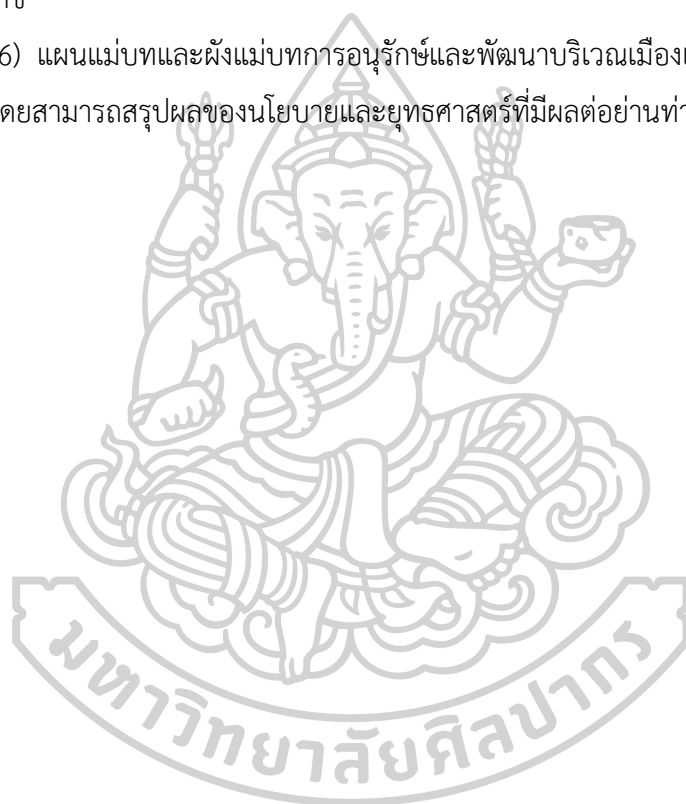 6) แผนแม่บทและผังแม่บทการอนุรักษ์และพัฒนาบริเวณเมือง
โดยสามารถสรุปผลของนโยบายและยุทธศาสตร์ที่มีผลต่อย่านท่า
มหาวิทยาลัยศิลปากร